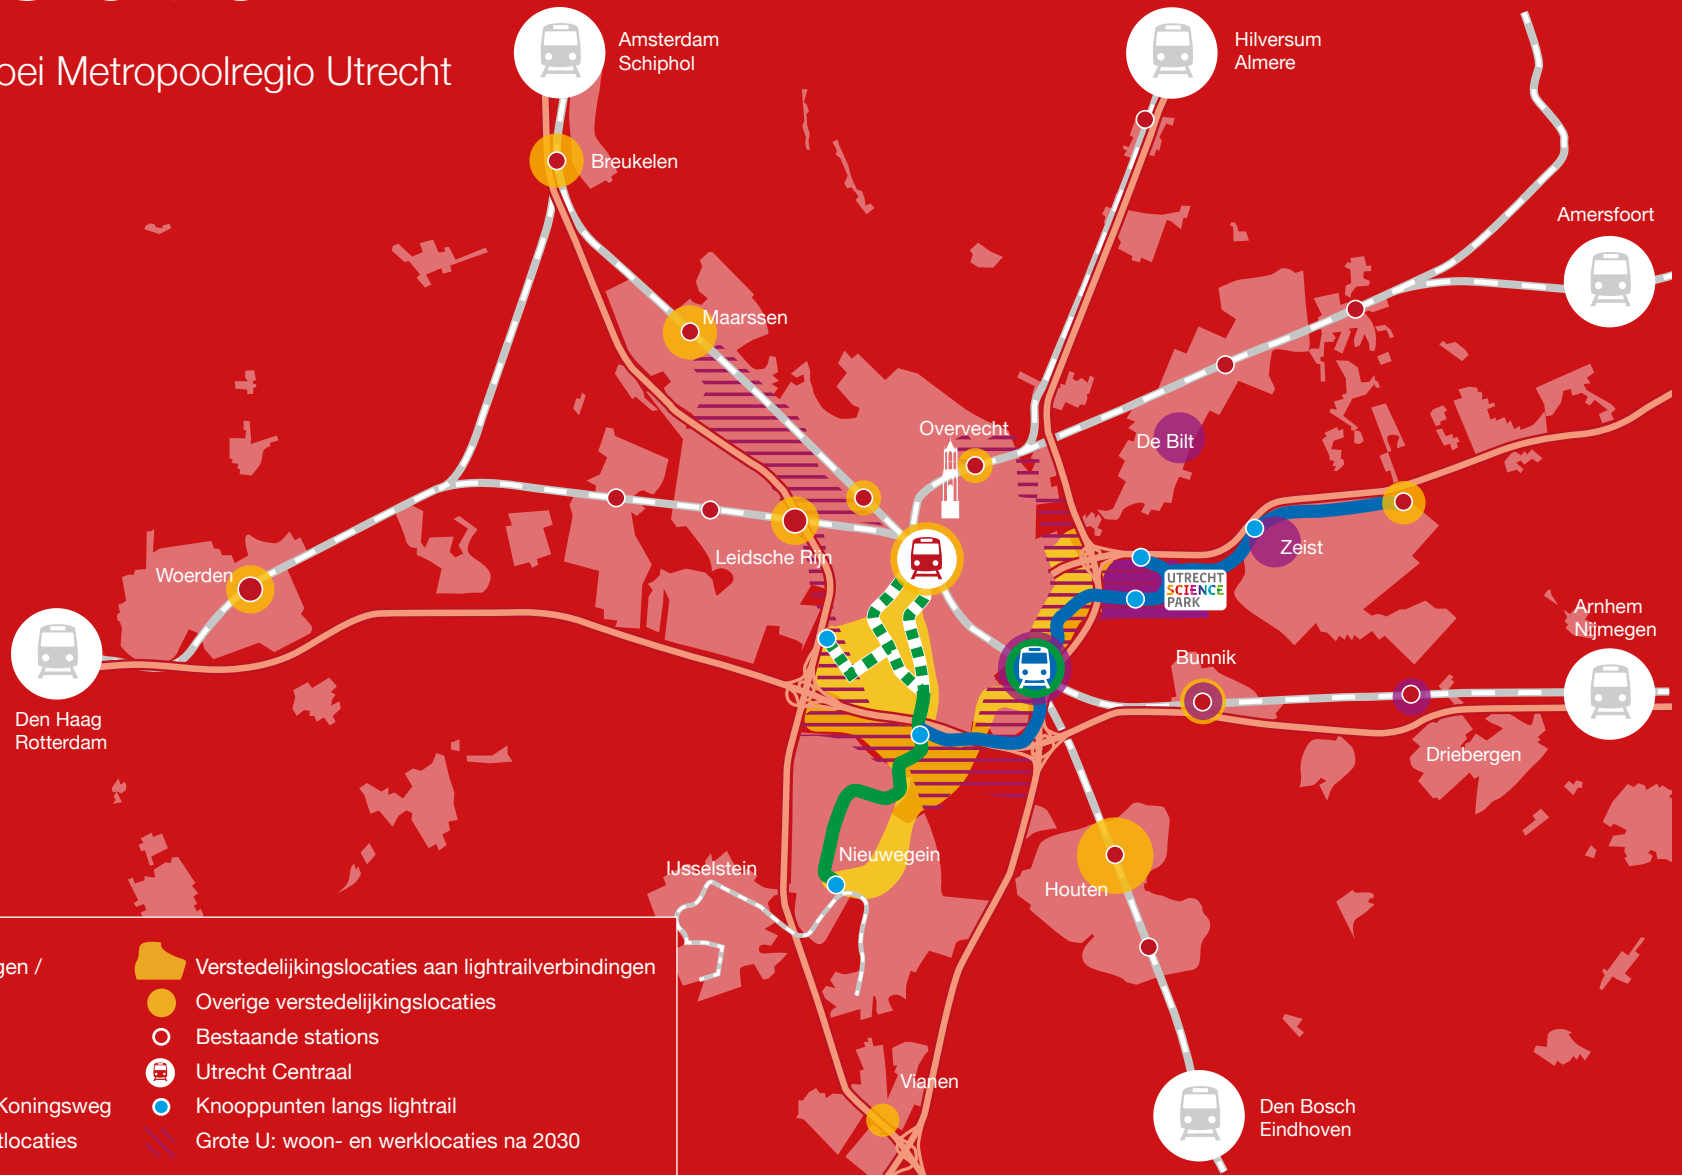 Metropoolregio Utrecht
Amsterdam
Schiphol
Hilversum
Almere
Breukelen
Amersfoort
Maarssen
Overvecht
De Bilt
Leidsche Rijn
Zeist
Woerden
UTRECHT
SCIENCE
PARK
Arnhem
Nijmegen
Bunnik
Den Haag
Rotterdam
Driebergen
Nieuwegein
IJsselstein
Houten
Vianen
Den Bosch
Eindhoven
gen /
Koningsweg
tlocaties
Verstedelijkingslocaties aan lightrailverbindingen
Overige verstedelijkingslocaties
Bestaande stations
Utrecht Centraal
Knooppunten langs lightrail
Grote U: woon- en werklocaties na 2030